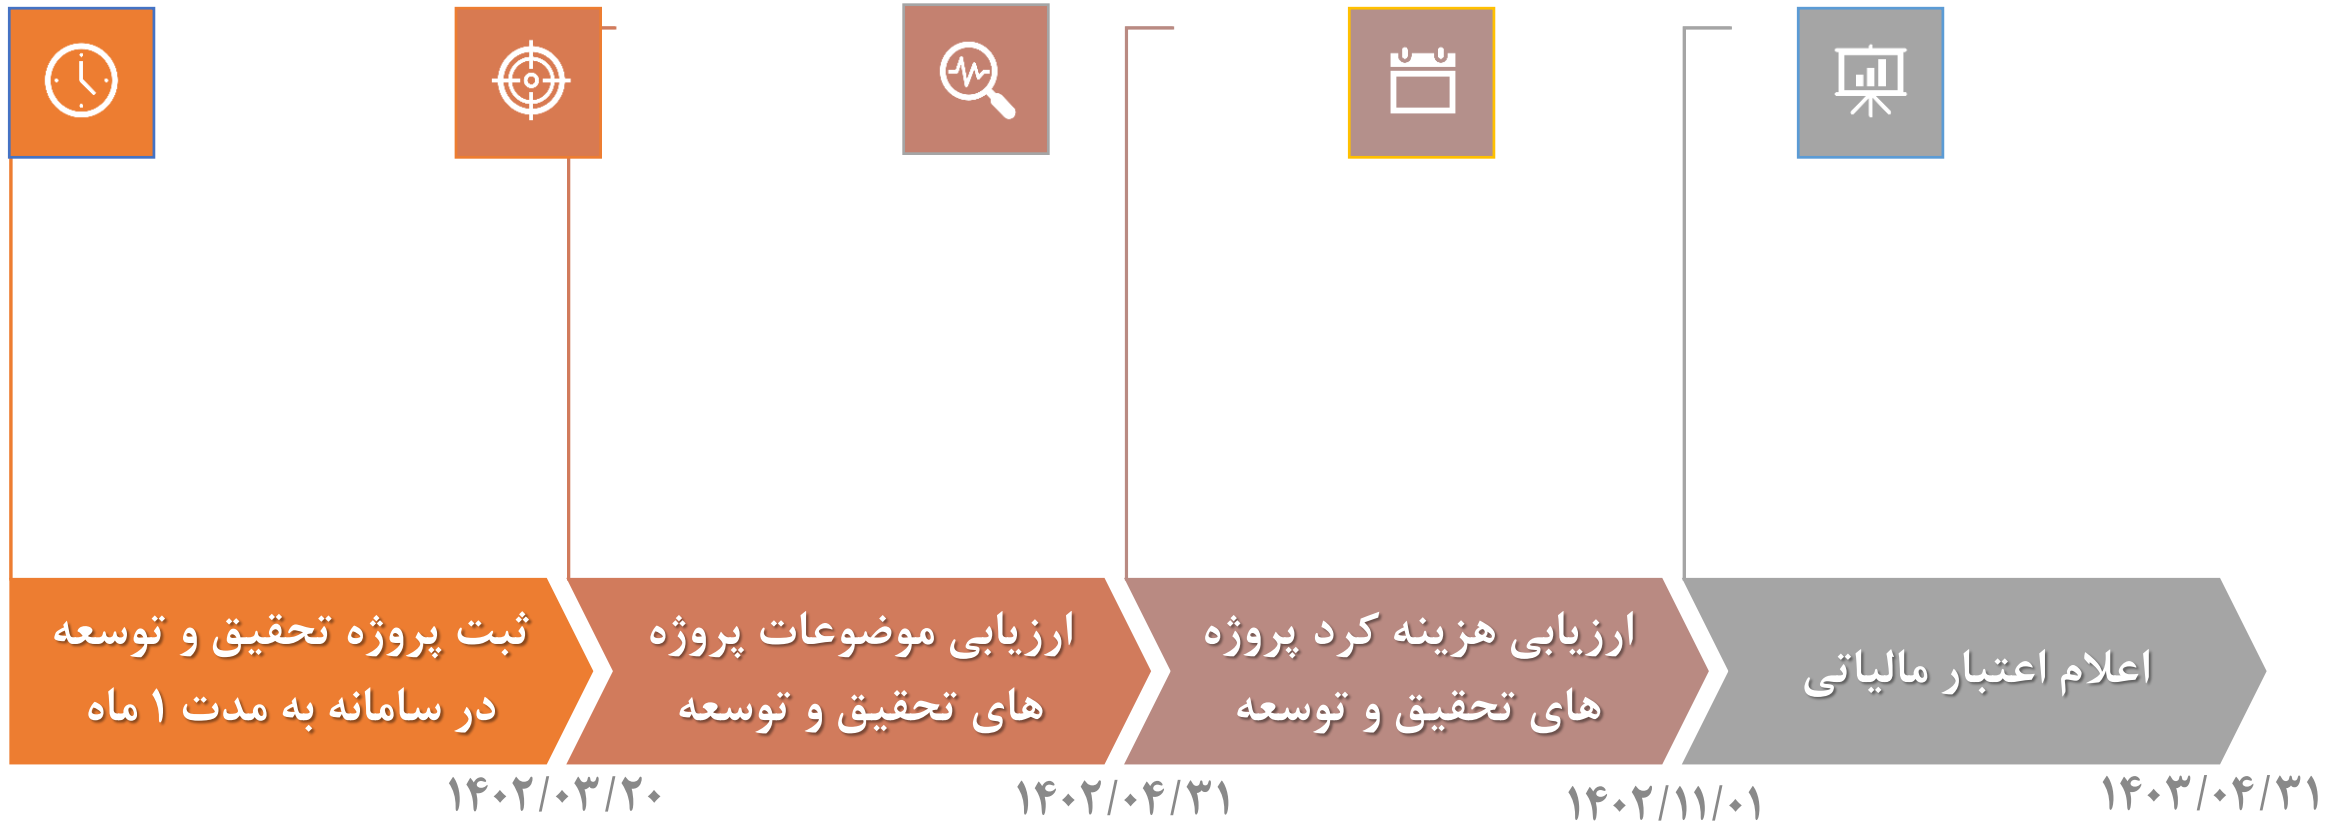 ثبت پروژه تحقیق و توسعه
در سامانه به مدت ۱ ماه
ارزیابی موضوعات پروژه
های تحقیق و توسعه
ارزیابی هزینه کرد پروژه
های تحقیق و توسعه
اعلام اعتبار مالیاتی
۱۴۰۲/۰۳/۲۰
۱۴۰۲/۰۴/۳۱
۱۴۰۲/۱۱/۰۱
۱۴۰۳/۰۴/۳۱